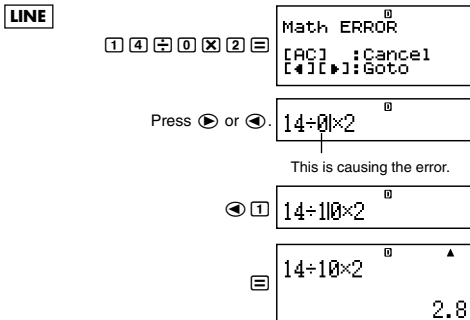 LINE
D
Math ERROR
1 4 ÷ 0 × 2 =
[AC] :Cancel
[◀][▶]:Goto
Press ▶ or ◀.
D
14÷0|×2
This is causing the error.
◀ 1
D
14÷1|0×2
D ▲
=
14÷10×2
2.8